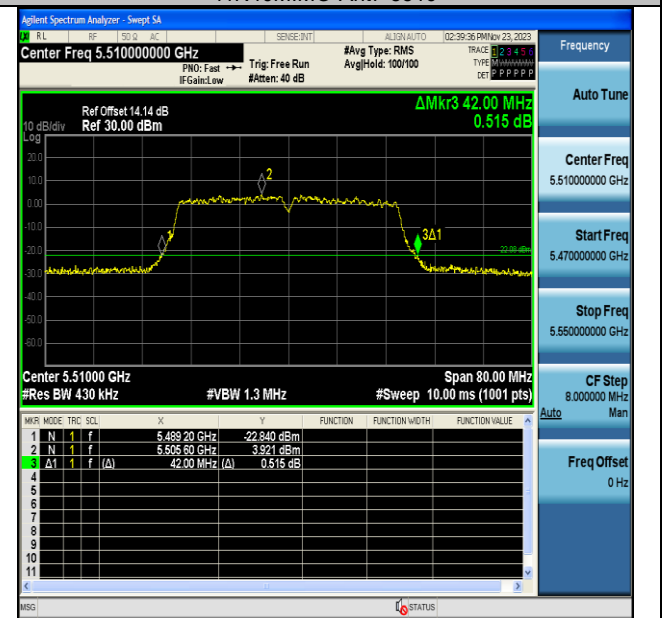 Agilent Spectrum Analyzer - Swept SA
RL RF 50 Ω AC SENSE:INT ALIGN AUTO 02:39:36 PM Nov 23, 2023
Center Freq 5.510000000 GHz #Avg Type: RMS TRACE 1 2 3 4 5 6
PNO: Fast Trig: Free Run Avg|Hold: 100/100 TYPE MWWWWW
IFGain:Low #Atten: 40 dB DET P P P P P P
Frequency
Auto Tune
ΔMkr3 42.00 MHz
Ref Offset 14.14 dB
10 dB/div Ref 30.00 dBm 0.515 dB
Log
20.0
10.0
0.00
-10.0
-20.0
-30.0
-40.0
-50.0
-60.0
1
2
3Δ1
-22.08 dBm
Center 5.51000 GHz Span 80.00 MHz
#Res BW 430 kHz #VBW 1.3 MHz #Sweep 10.00 ms (1001 pts)
MKR MODE TRC SCL X Y FUNCTION FUNCTION WIDTH FUNCTION VALUE
1 N 1 f 5.489 20 GHz -22.840 dBm
2 N 1 f 5.505 60 GHz 3.921 dBm
3 Δ1 1 f (Δ) 42.00 MHz (Δ) 0.515 dB
4
5
6
7
8
9
10
11
Center Freq
5.510000000 GHz
Start Freq
5.470000000 GHz
Stop Freq
5.550000000 GHz
CF Step
8.000000 MHz
Auto Man
Freq Offset
0 Hz
MSG STATUS